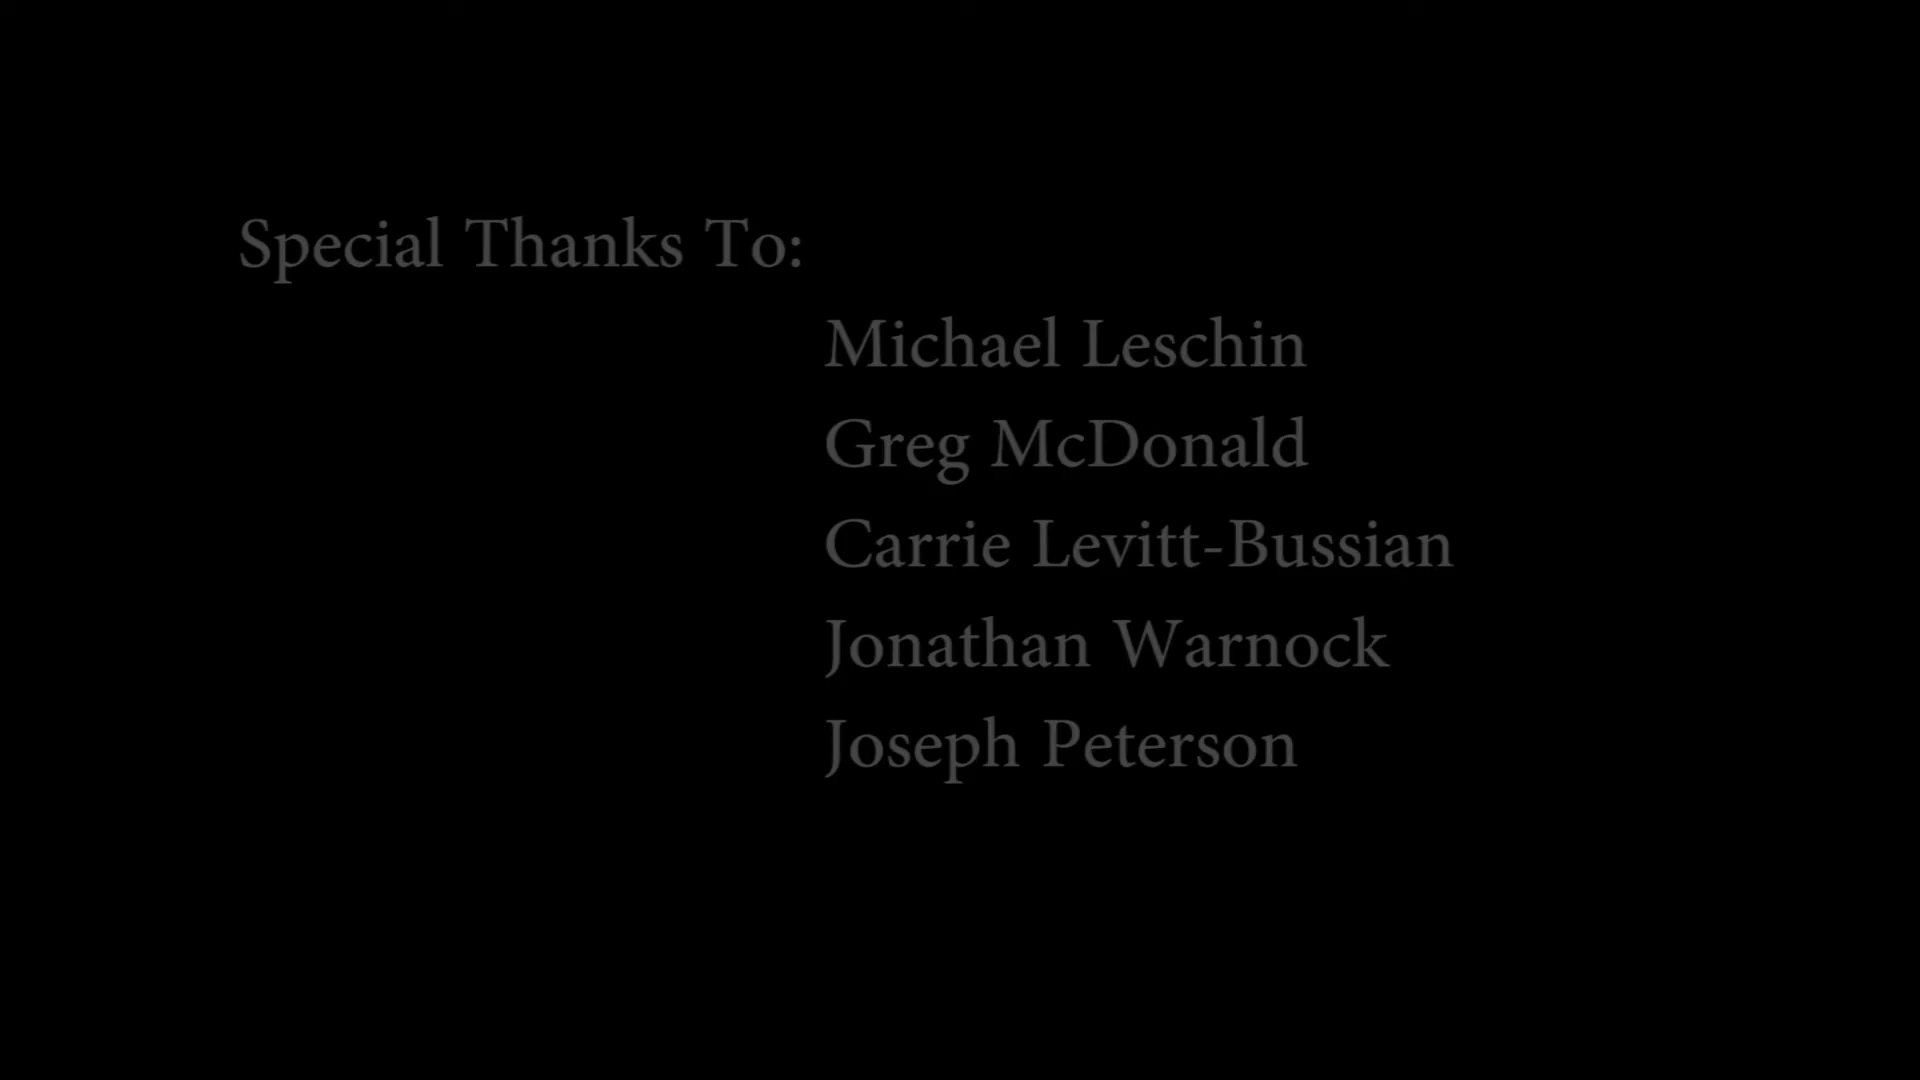 Special Thanks To:
Michael Leschin
Greg McDonald
Carrie Levitt-Bussian
Jonathan Warnock
Joseph Peterson